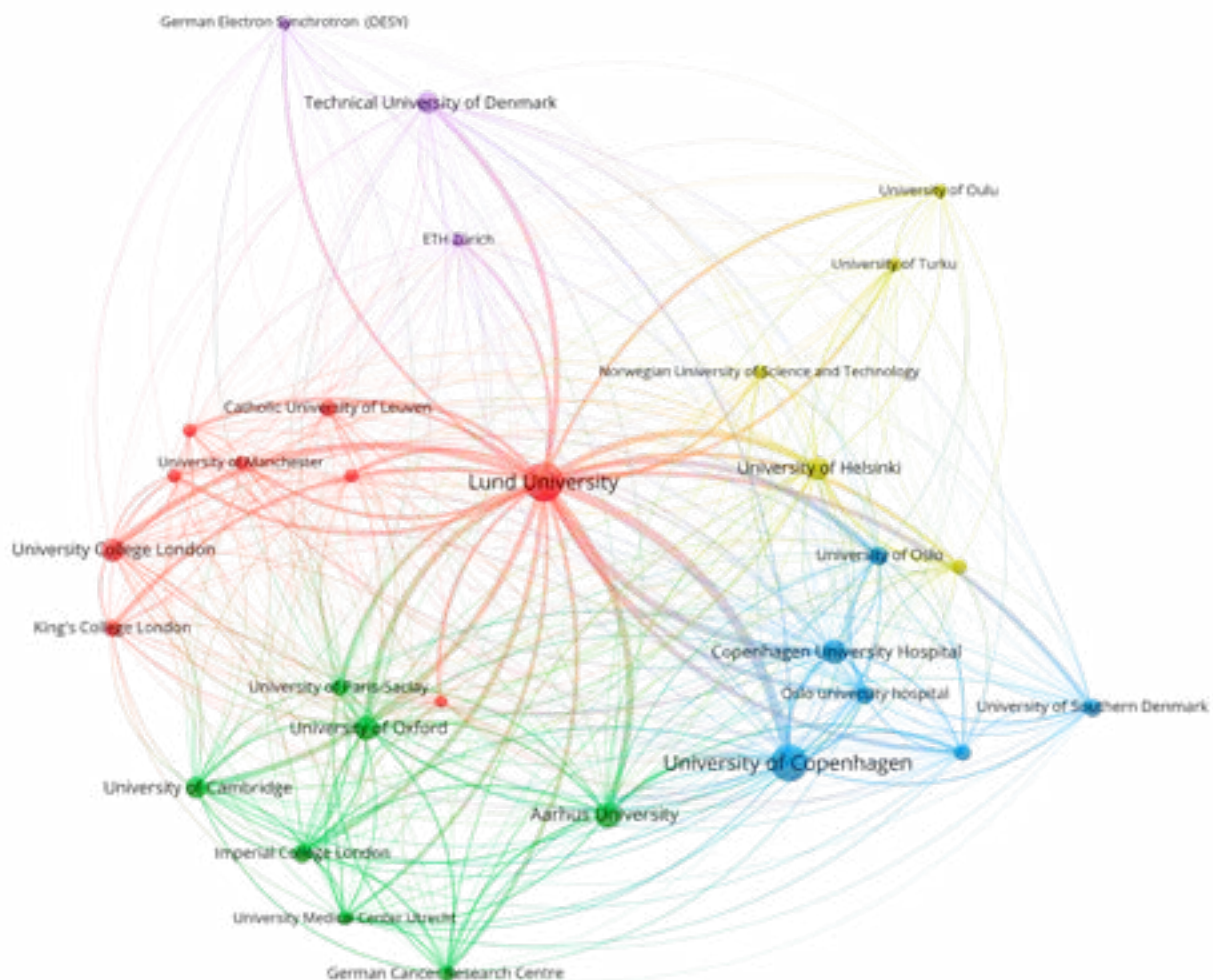 German Electron Synchrotron (DESY)
Technical University of Denmark
University of Oulu
ETH Zürich
University of Turku
Norwegian University of Science and Technology
Catholic University of Leuven
University of Manchester
University of Helsinki
Lund University
University College London
University of Oslo
King's College London
Copenhagen University Hospital
University of Paris-Saclay
Oslo University hospital
University of Southern Denmark
University of Oxford
University of Copenhagen
University of Cambridge
Aarhus University
Imperial College London
University Medical Center Utrecht
German Cancer Research Centre